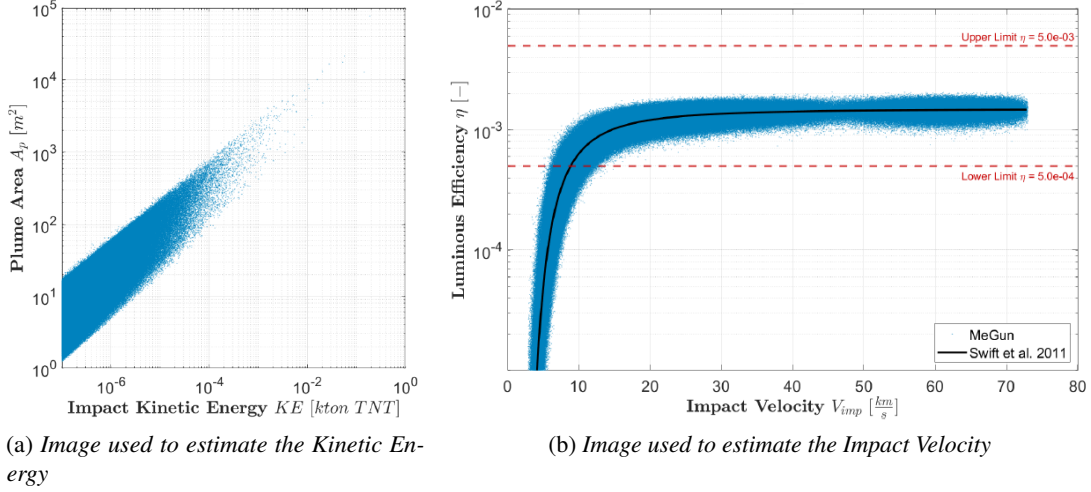 10^5
10^4
10^3
10^2
10^1
10^0
Plume Area A_p [m^2]
10^-6
10^-4
10^-2
10^0
Impact Kinetic Energy KE [kton TNT]
(a) Image used to estimate the Kinetic En-
ergy
10^-2
10^-3
10^-4
Luminous Efficiency η [−]
Upper Limit η = 5.0e-03
Lower Limit η = 5.0e-04
MeGun
Swift et al. 2011
0 10 20 30 40 50 60 70 80
Impact Velocity V_imp [km/s]
(b) Image used to estimate the Impact Velocity